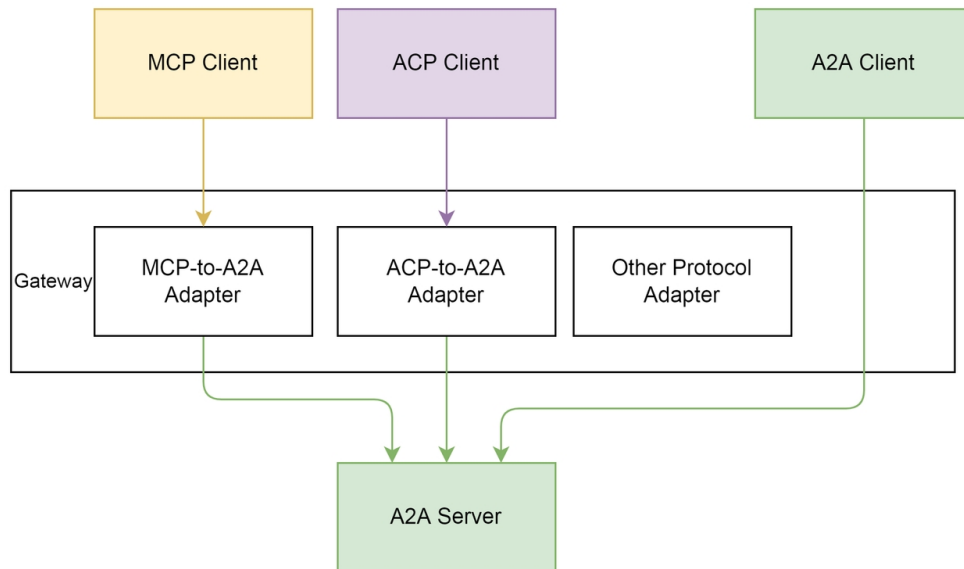 MCP Client
ACP Client
A2A Client
Gateway
MCP-to-A2A
Adapter
ACP-to-A2A
Adapter
Other Protocol
Adapter
A2A Server